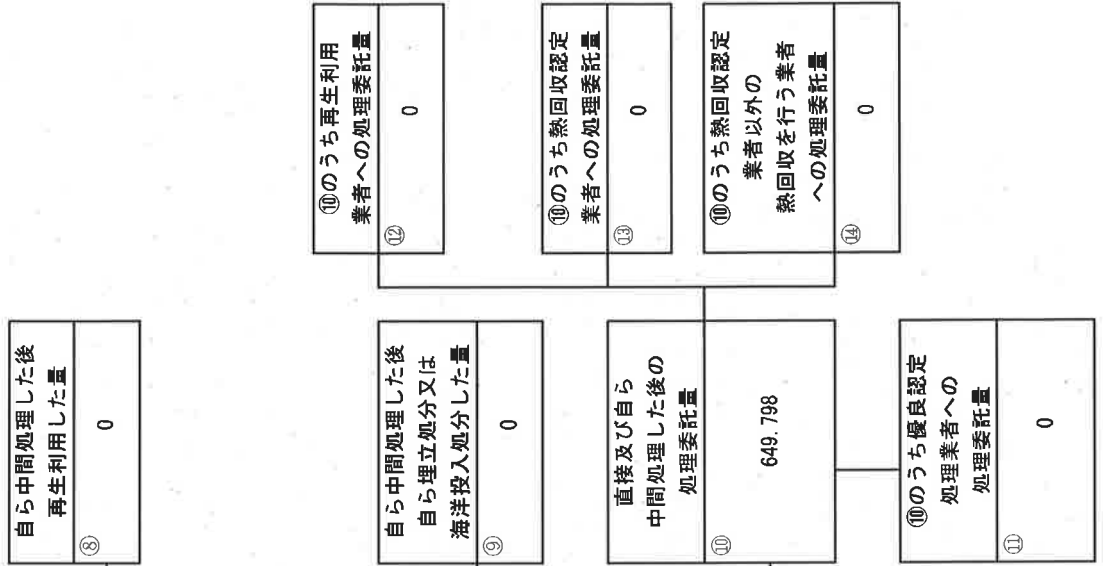 自ら中間処理した後
再生利用した量
⑧
0
自ら中間処理した後
自ら埋立処分又は
海洋投入処分した量
⑨
0
直接及び自ら
中間処理した後の
処理委託量
⑩
649.798
⑩のうち優良認定
処理業者への
処理委託量
⑪
0
⑩のうち再生利用
業者への処理委託量
⑫
0
⑩のうち熱回収認定
業者への処理委託量
⑬
0
⑩のうち熱回収認定
業者以外の
熱回収を行う業者
への処理委託量
⑭
0